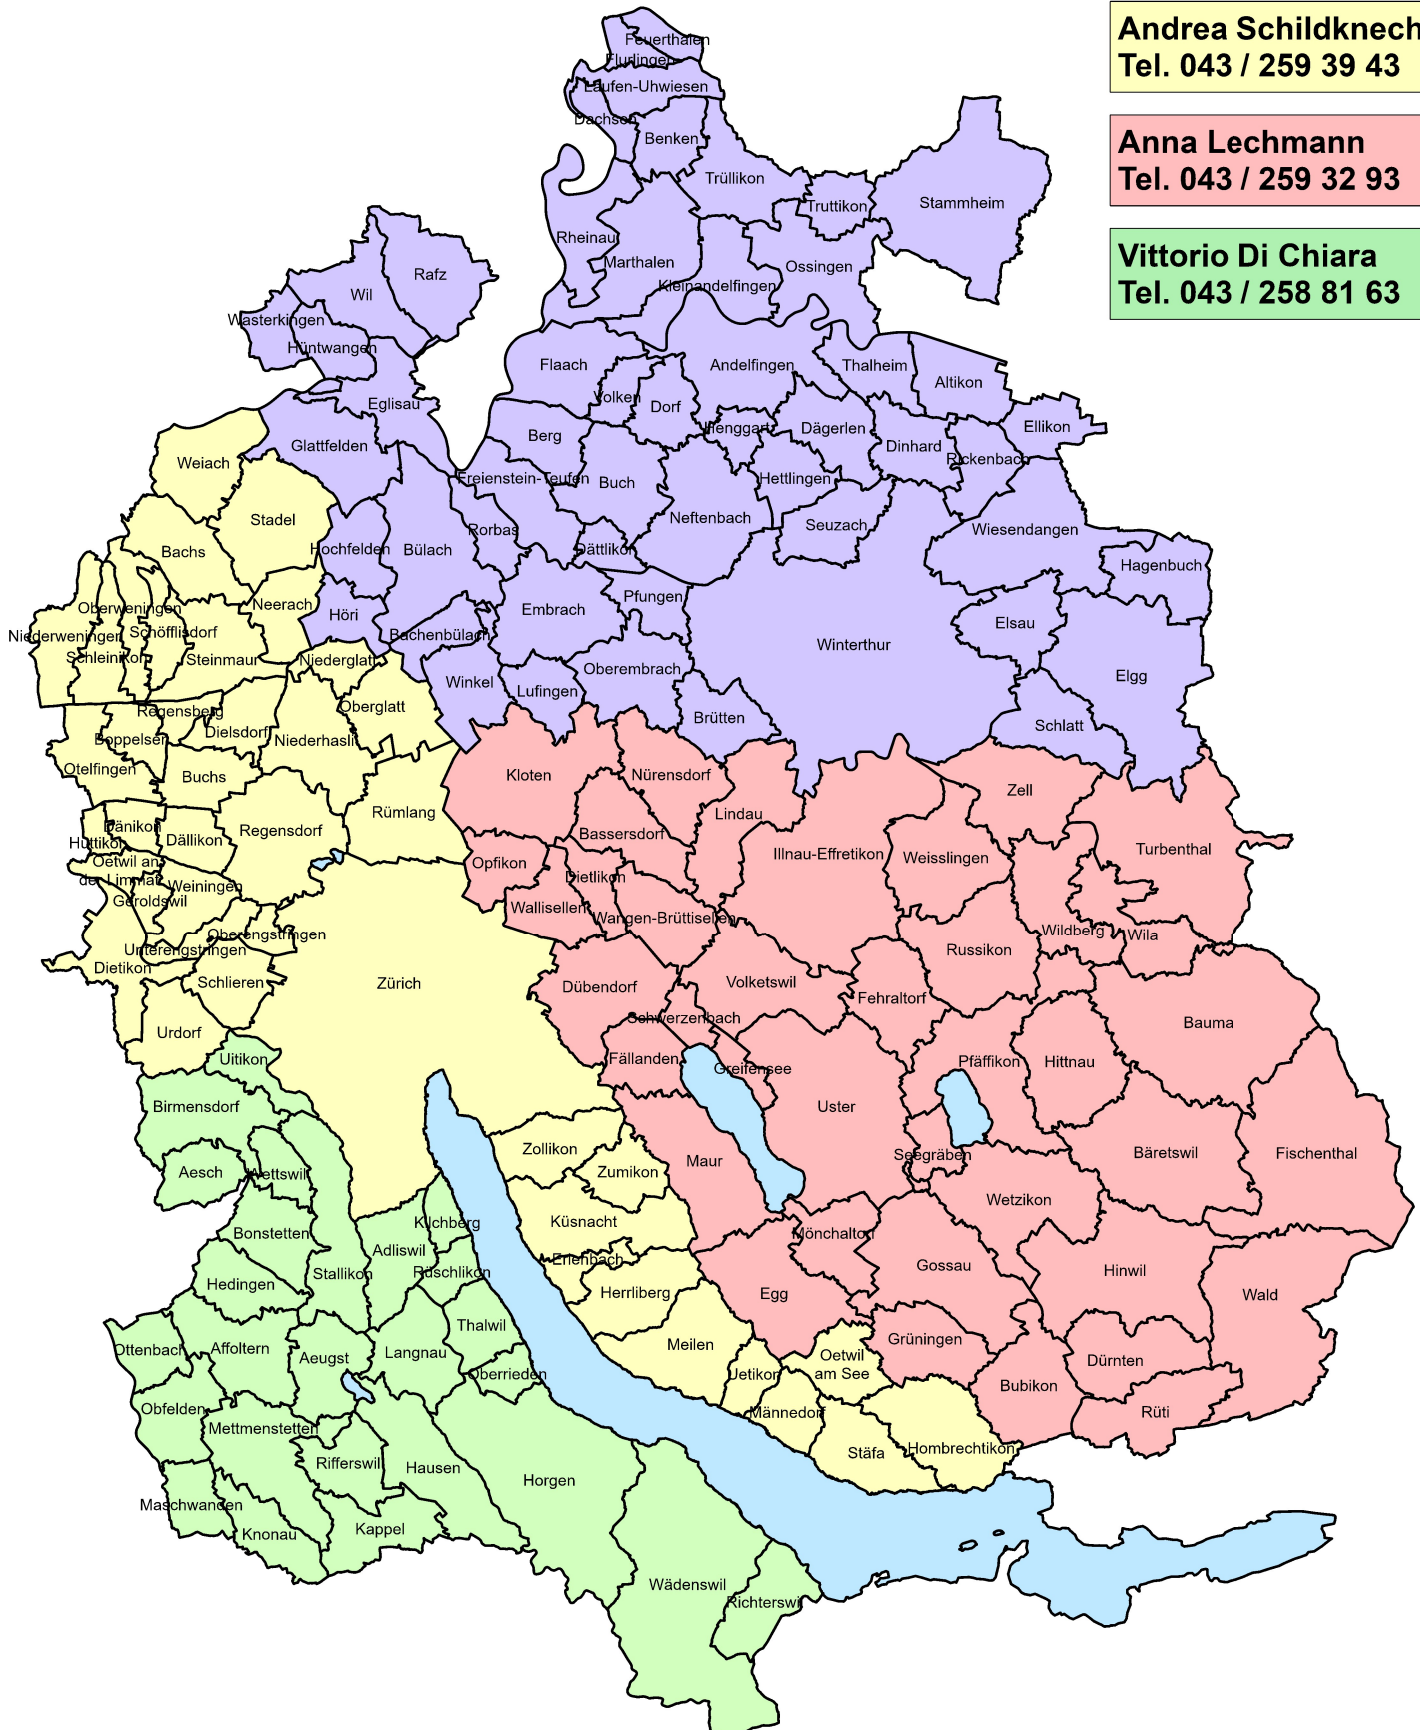 Andrea Schildknech
Tel. 043 / 259 39 43
Anna Lechmann
Tel. 043 / 259 32 93
Vittorio Di Chiara
Tel. 043 / 258 81 63
Feuerthalen
Flurlingen
Laufen-Uhwiesen
Dachsen
Benken
Trüllikon
Truttikon
Stammheim
Rheinau
Marthalen
Ossingen
Kleinandelfingen
Rafz
Wil
Wasterkingen
Hüntwangen
Flaach
Andelfingen
Thalheim
Altikon
Volken
Dorf
Eglisau
Henggart
Dägerlen
Ellikon
Berg
Glattfelden
Dinhard
Rickenbach
Weiach
Freienstein-Teufen
Buch
Hettlingen
Stadel
Neftenbach
Seuzach
Wiesendangen
Rorbas
Hochfelden
Bülach
Dättlikon
Bachs
Hagenbuch
Pfungen
Neerach
Oberweningen
Embrach
Höri
Elsau
Niederweningen
Schöfflisdorf
Bachenbülach
Winterthur
Schleinikon
Steinmaur
Niederglatt
Oberembrach
Elgg
Winkel
Lufingen
Regensberg
Oberglatt
Brütten
Schlatt
Dielsdorf
Boppelsen
Niederhasli
Otelfingen
Buchs
Kloten
Nürensdorf
Zell
Rümlang
Lindau
Dänikon
Regensdorf
Bassersdorf
Hüttikon
Dällikon
Turbenthal
Illnau-Effretikon
Weisslingen
Oetwil an
der Limmat
Opfikon
Dietlikon
Weiningen
Geroldswil
Wallisellen
Wangen-Brüttisellen
Oberengstringen
Wildberg
Wila
Unterengstringen
Russikon
Dietikon
Schlieren
Zürich
Dübendorf
Volketswil
Fehraltorf
Schwerzenbach
Bauma
Urdorf
Uitikon
Fällanden
Greifensee
Pfäffikon
Hittnau
Birmensdorf
Uster
Zollikon
Seegräben
Bäretswil
Fischenthal
Aesch
Wettswil
Zumikon
Maur
Wetzikon
Kilchberg
Küsnacht
Bonstetten
Mönchaltorf
Adliswil
Erlenbach
Stallikon
Rüschlikon
Gossau
Hinwil
Hedingen
Herrliberg
Egg
Wald
Thalwil
Grüningen
Meilen
Ottenbach
Affoltern
Aeugst
Langnau
Oetwil
am See
Dürnten
Oberrieden
Uetikon
Bubikon
Obfelden
Männedorf
Rüti
Mettmenstetten
Stäfa
Hombrechtikon
Rifferswil
Hausen
Horgen
Maschwanden
Knonau
Kappel
Wädenswil
Richterswil